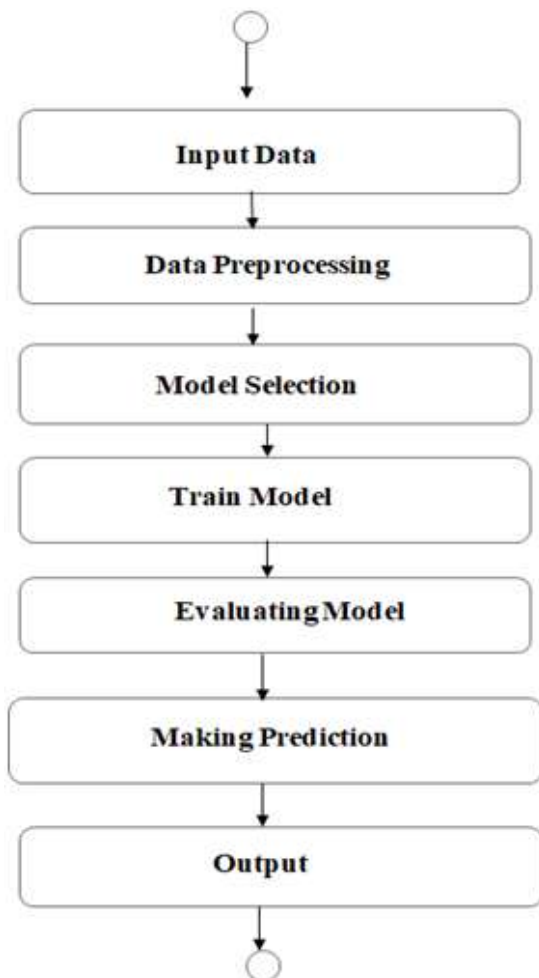 Input Data
Data Preprocessing
Model Selection
Train Model
Evaluating Model
Making Prediction
Output